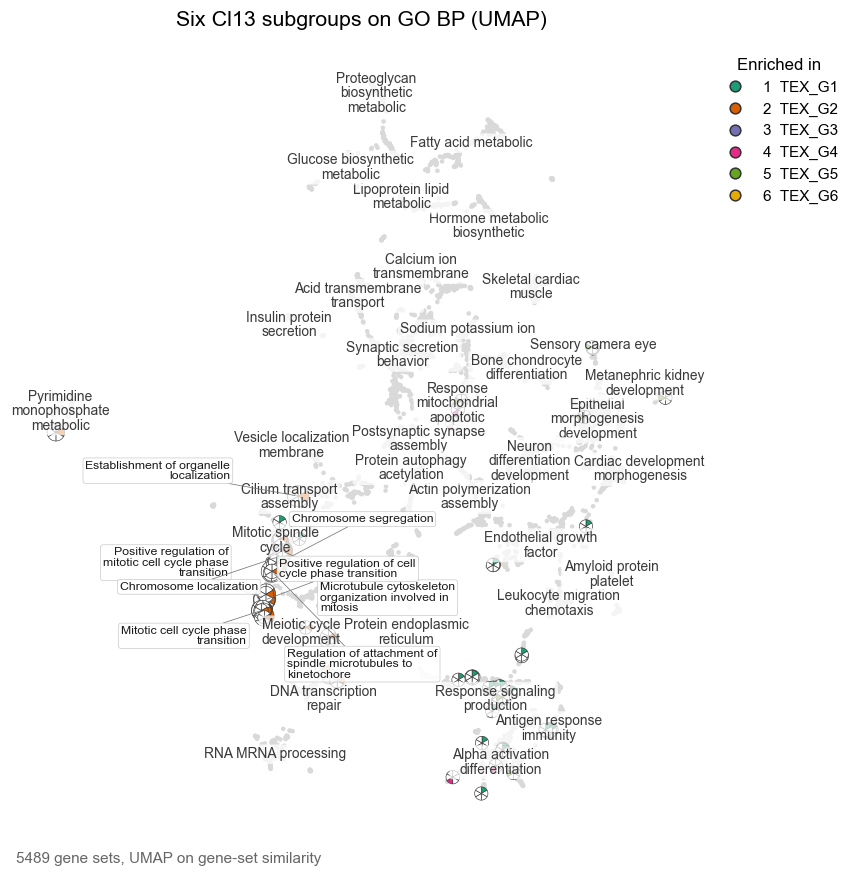 Six Cl13 subgroups on GO BP (UMAP)
Enriched in
1 TEX_G1
2 TEX_G2
3 TEX_G3
4 TEX_G4
5 TEX_G5
6 TEX_G6
Proteoglycan
biosynthetic
metabolic
Fatty acid metabolic
Glucose biosynthetic
metabolic
Lipoprotein lipid
metabolic
Hormone metabolic
biosynthetic
Calcium ion
transmembrane
Acid transmembrane
transport
Skeletal cardiac
muscle
Insulin protein
secretion
Sodium potassium ion
Synaptic secretion
behavior
Sensory camera eye
Bone chondrocyte
differentiation
Metanephric kidney
development
Pyrimidine
monophosphate
metabolic
Response
mitochondrial
apoptotic
Epithelial
morphogenesis
development
Vesicle localization
membrane
Postsynaptic synapse
assembly
Neuron
differentiation
development
Protein autophagy
acetylation
Cardiac development
morphogenesis
Establishment of organelle
localization
Cilium transport
assembly
Actin polymerization
assembly
Chromosome segregation
Mitotic spindle
cycle
Endothelial growth
factor
Positive regulation of
mitotic cell cycle phase
transition
Positive regulation of cell
cycle phase transition
Amyloid protein
platelet
Chromosome localization
Microtubule cytoskeleton
organization involved in
mitosis
Leukocyte migration
chemotaxis
Mitotic cell cycle phase
transition
Meiotic cycle
development
Protein endoplasmic
reticulum
Regulation of attachment of
spindle microtubules to
kinetochore
DNA transcription
repair
Response signaling
production
Antigen response
immunity
RNA MRNA processing
Alpha activation
differentiation
5489 gene sets, UMAP on gene-set similarity